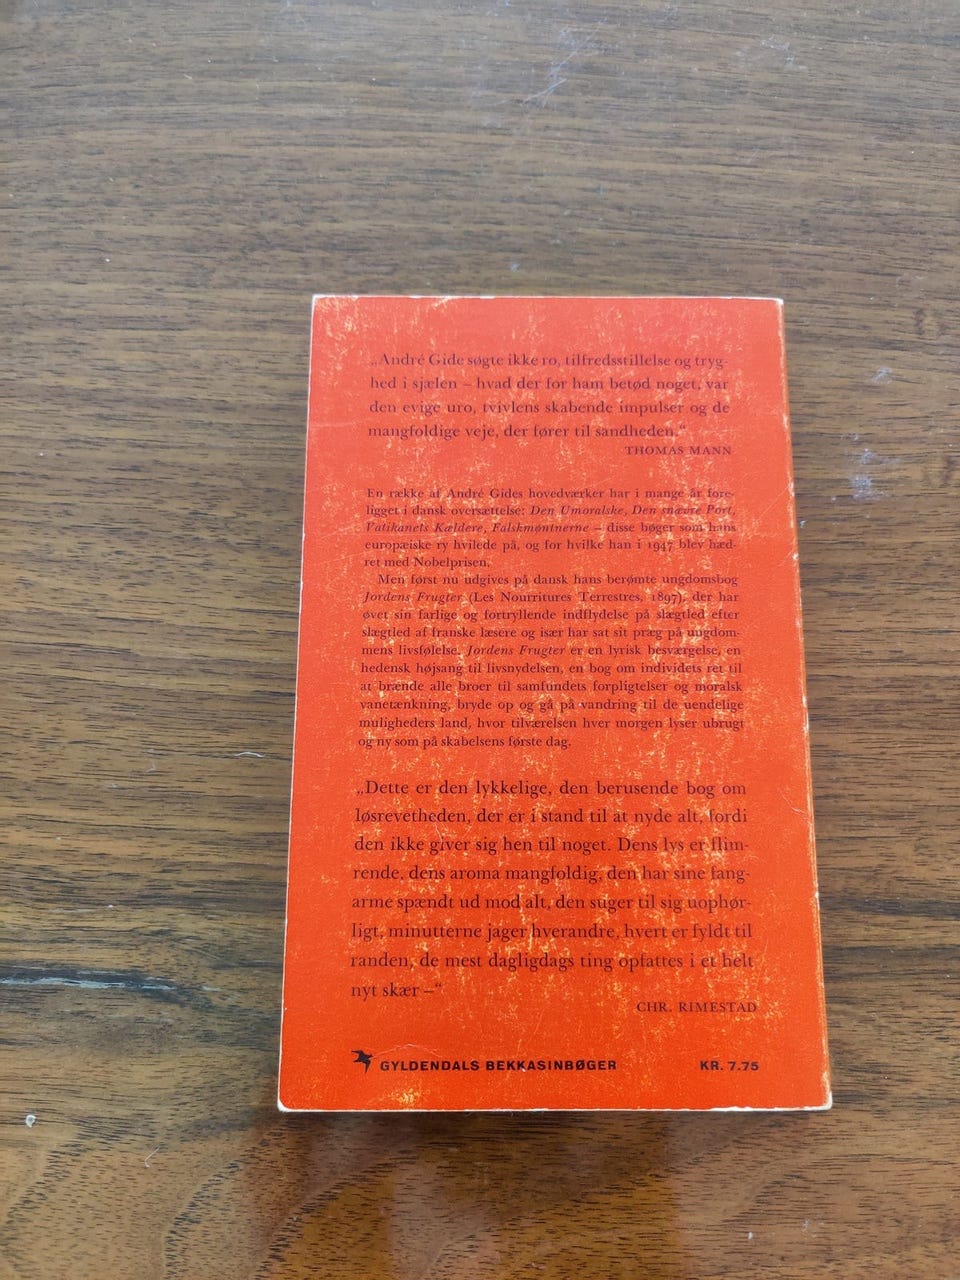 „André Gide søgte ikke ro, tilfredsstillelse og tryg-
hed i sjælen – hvad der for ham betød noget, var
den evige uro, tvivlens skabende impulser og de
mangfoldige veje, der fører til sandheden.“
THOMAS MANN
En række af André Gides hovedværker har i mange år fore-
ligget i dansk oversættelse: Den Umoralske, Den snævre Port,
Vatikanets Kældere, Falskmøntnerne – disse bøger som hans
europæiske ry hvilede på, og for hvilke han i 1947 blev hæd-
ret med Nobelprisen.
Men først nu udgives på dansk hans berømte ungdomsbog
Jordens Frugter (Les Nourritures Terrestres, 1897), der har
øvet sin farlige og fortryllende indflydelse på slægtled efter
slægtled af franske læsere og især har sat sit præg på ungdom-
mens livsfølelse. Jordens Frugter er en lyrisk besværgelse, en
hedensk højsang til livsnydelsen, en bog om individets ret til
at brænde alle broer til samfundets forpligtelser og moralsk
vanetænkning, bryde op og gå på vandring til de uendelige
muligheders land, hvor tilværelsen hver morgen lyser ubrugt
og ny som på skabelsens første dag.
„Dette er den lykkelige, den berusende bog om
løsrevetheden, der er i stand til at nyde alt, fordi
den ikke giver sig hen til noget. Dens lys er flim-
rende, dens aroma mangfoldig, den har sine fang-
arme spændt ud mod alt, den suger til sig uophør-
ligt, minutterne jager hverandre, hvert er fyldt til
randen, de mest dagligdags ting opfattes i et helt
nyt skær –“
CHR. RIMESTAD
GYLDENDALS BEKKASINBØGER KR. 7.75